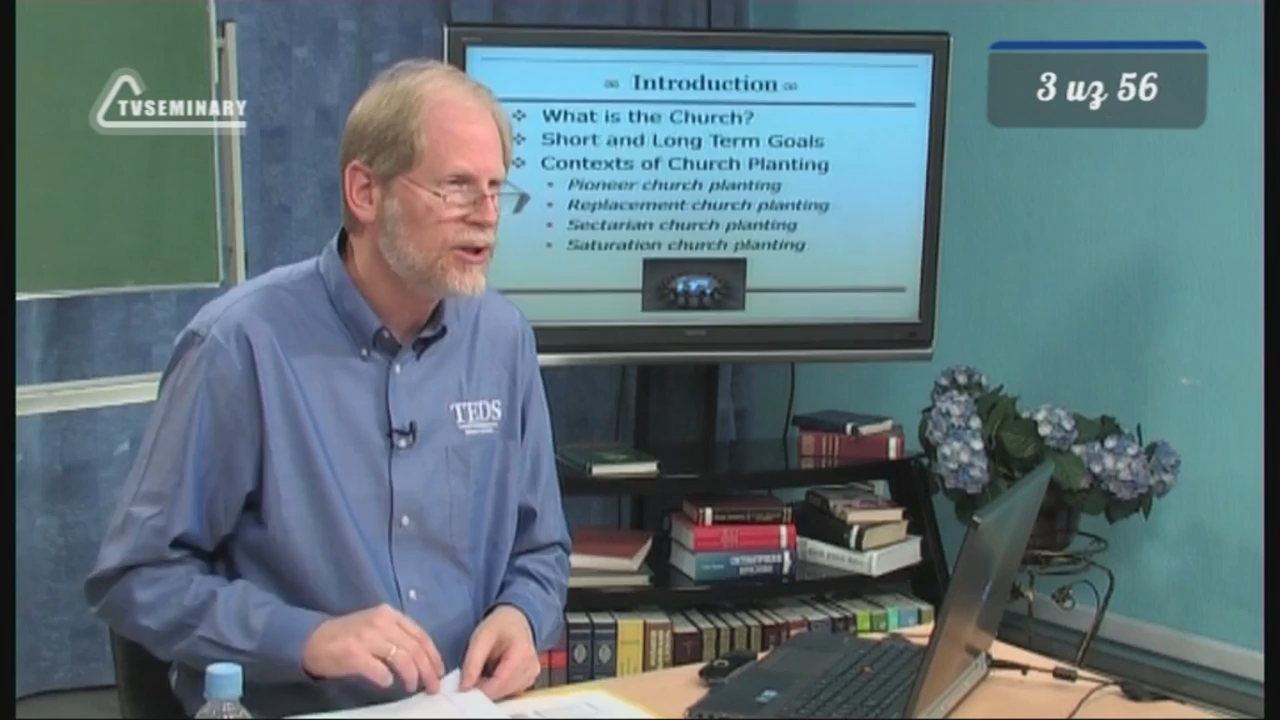 TVSEMINARY
3 из 56
Introduction
What is the Church?
Short and Long Term Goals
Contexts of Church Planting
Pioneer church planting
Replacement church planting
Sectarian church planting
Saturation church planting
TEDS